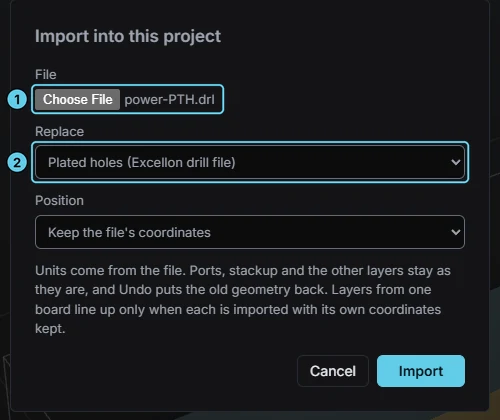 Import into this project
File
1 Choose File power-PTH.drl
Replace
2 Plated holes (Excellon drill file)
Position
Keep the file's coordinates
Units come from the file. Ports, stackup and the other layers stay as
they are, and Undo puts the old geometry back. Layers from one
board line up only when each is imported with its own coordinates
kept.
Cancel Import